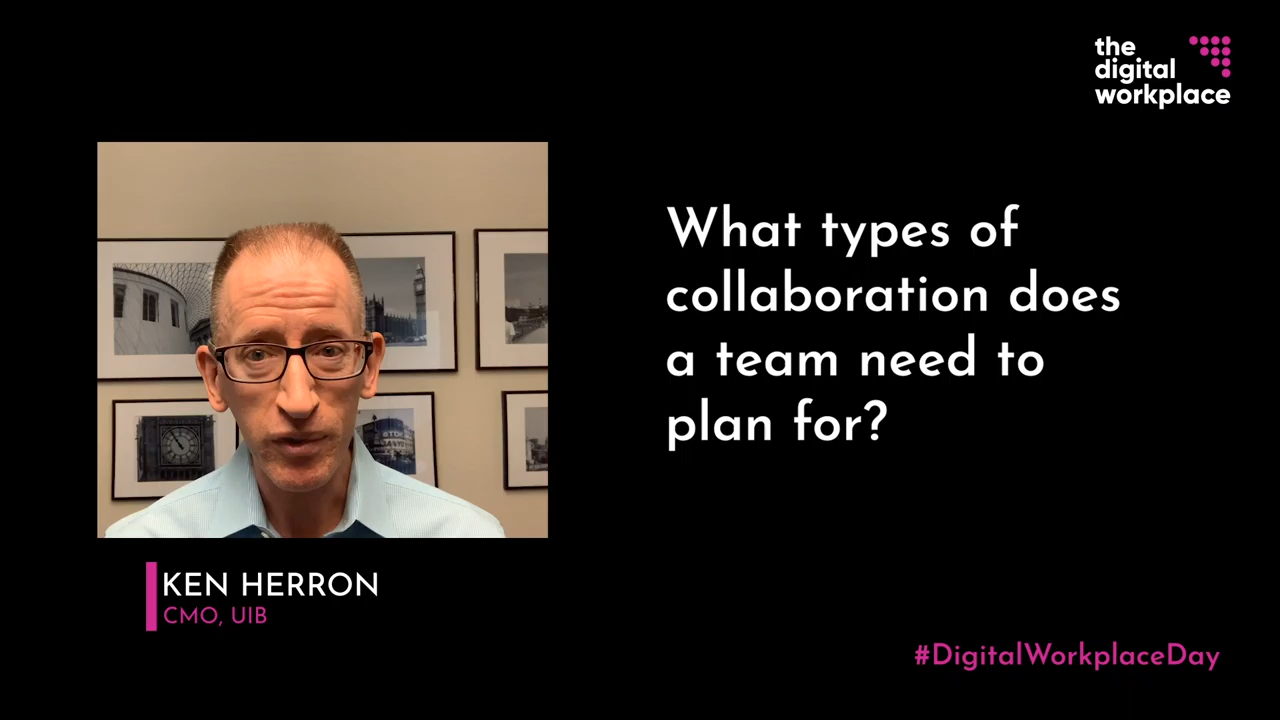 the
digital
workplace
What types of
collaboration does
a team need to
plan for?
KEN HERRON
CMO, UIB
#DigitalWorkplaceDay